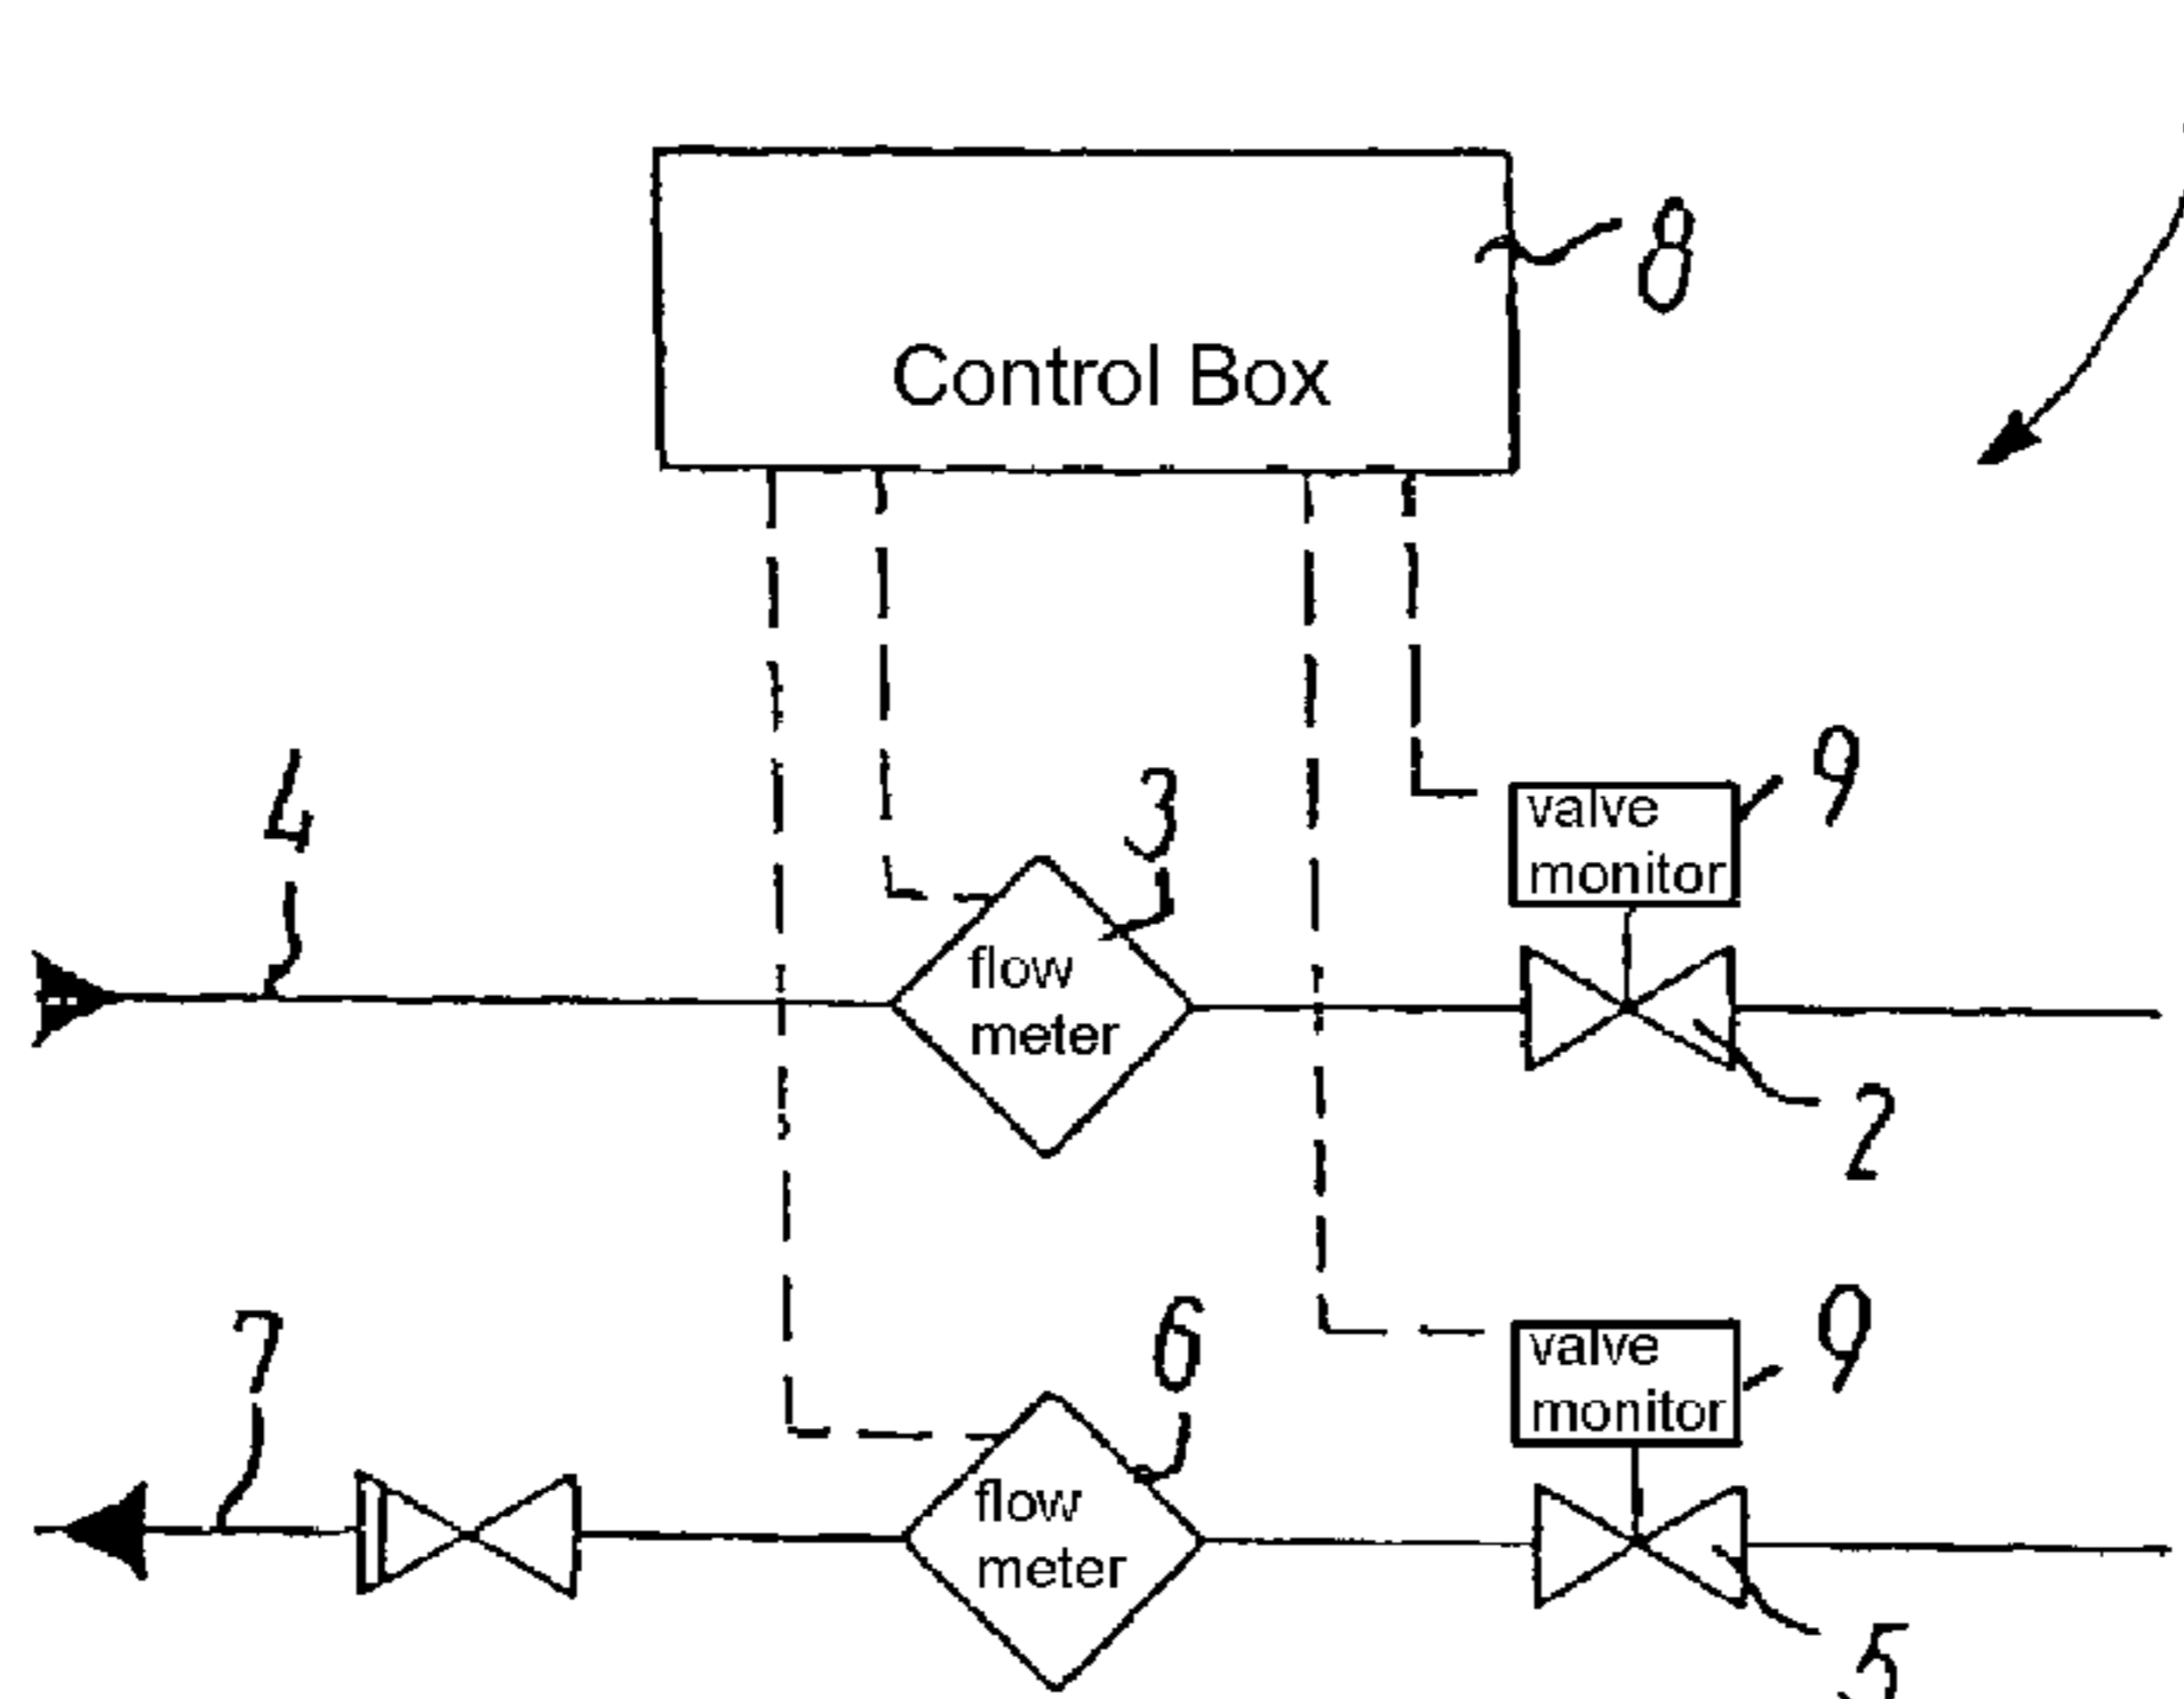 8
Control Box
9
valve
monitor
4
3
flow
meter
2
9
valve
monitor
7
6
flow
meter
5